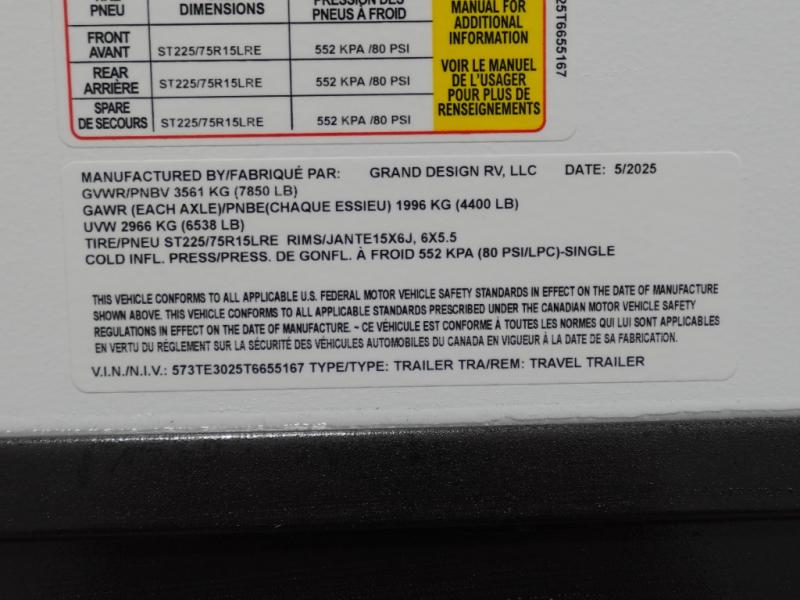 PNEU DIMENSIONS PNEUS À FROID
MANUAL FOR
ADDITIONAL
INFORMATION
FRONT
AVANT ST225/75R15LRE 552 KPA /80 PSI
REAR
ARRIÈRE ST225/75R15LRE 552 KPA /80 PSI
SPARE
DE SECOURS ST225/75R15LRE 552 KPA /80 PSI
VOIR LE MANUEL
DE L'USAGER
POUR PLUS DE
RENSEIGNEMENTS
25T6655167
MANUFACTURED BY/FABRIQUÉ PAR: GRAND DESIGN RV, LLC DATE: 5/2025
GVWR/PNBV 3561 KG (7850 LB)
GAWR (EACH AXLE)/PNBE(CHAQUE ESSIEU) 1996 KG (4400 LB)
UVW 2966 KG (6538 LB)
TIRE/PNEU ST225/75R15LRE RIMS/JANTE15X6J, 6X5.5
COLD INFL. PRESS/PRESS. DE GONFL. À FROID 552 KPA (80 PSI/LPC)-SINGLE
THIS VEHICLE CONFORMS TO ALL APPLICABLE U.S. FEDERAL MOTOR VEHICLE SAFETY STANDARDS IN EFFECT ON THE DATE OF MANUFACTURE
SHOWN ABOVE. THIS VEHICLE CONFORMS TO ALL APPLICABLE STANDARDS PRESCRIBED UNDER THE CANADIAN MOTOR VEHICLE SAFETY
REGULATIONS IN EFFECT ON THE DATE OF MANUFACTURE. ~ CE VÉHICULE EST CONFORME À TOUTES LES NORMES QUI LUI SONT APPLICABLES
EN VERTU DU RÉGLEMENT SUR LA SÉCURITÉ DES VÉHICULES AUTOMOBILES DU CANADA EN VIGUEUR À LA DATE DE SA FABRICATION.
V.I.N./N.I.V.: 573TE3025T6655167 TYPE/TYPE: TRAILER TRA/REM: TRAVEL TRAILER